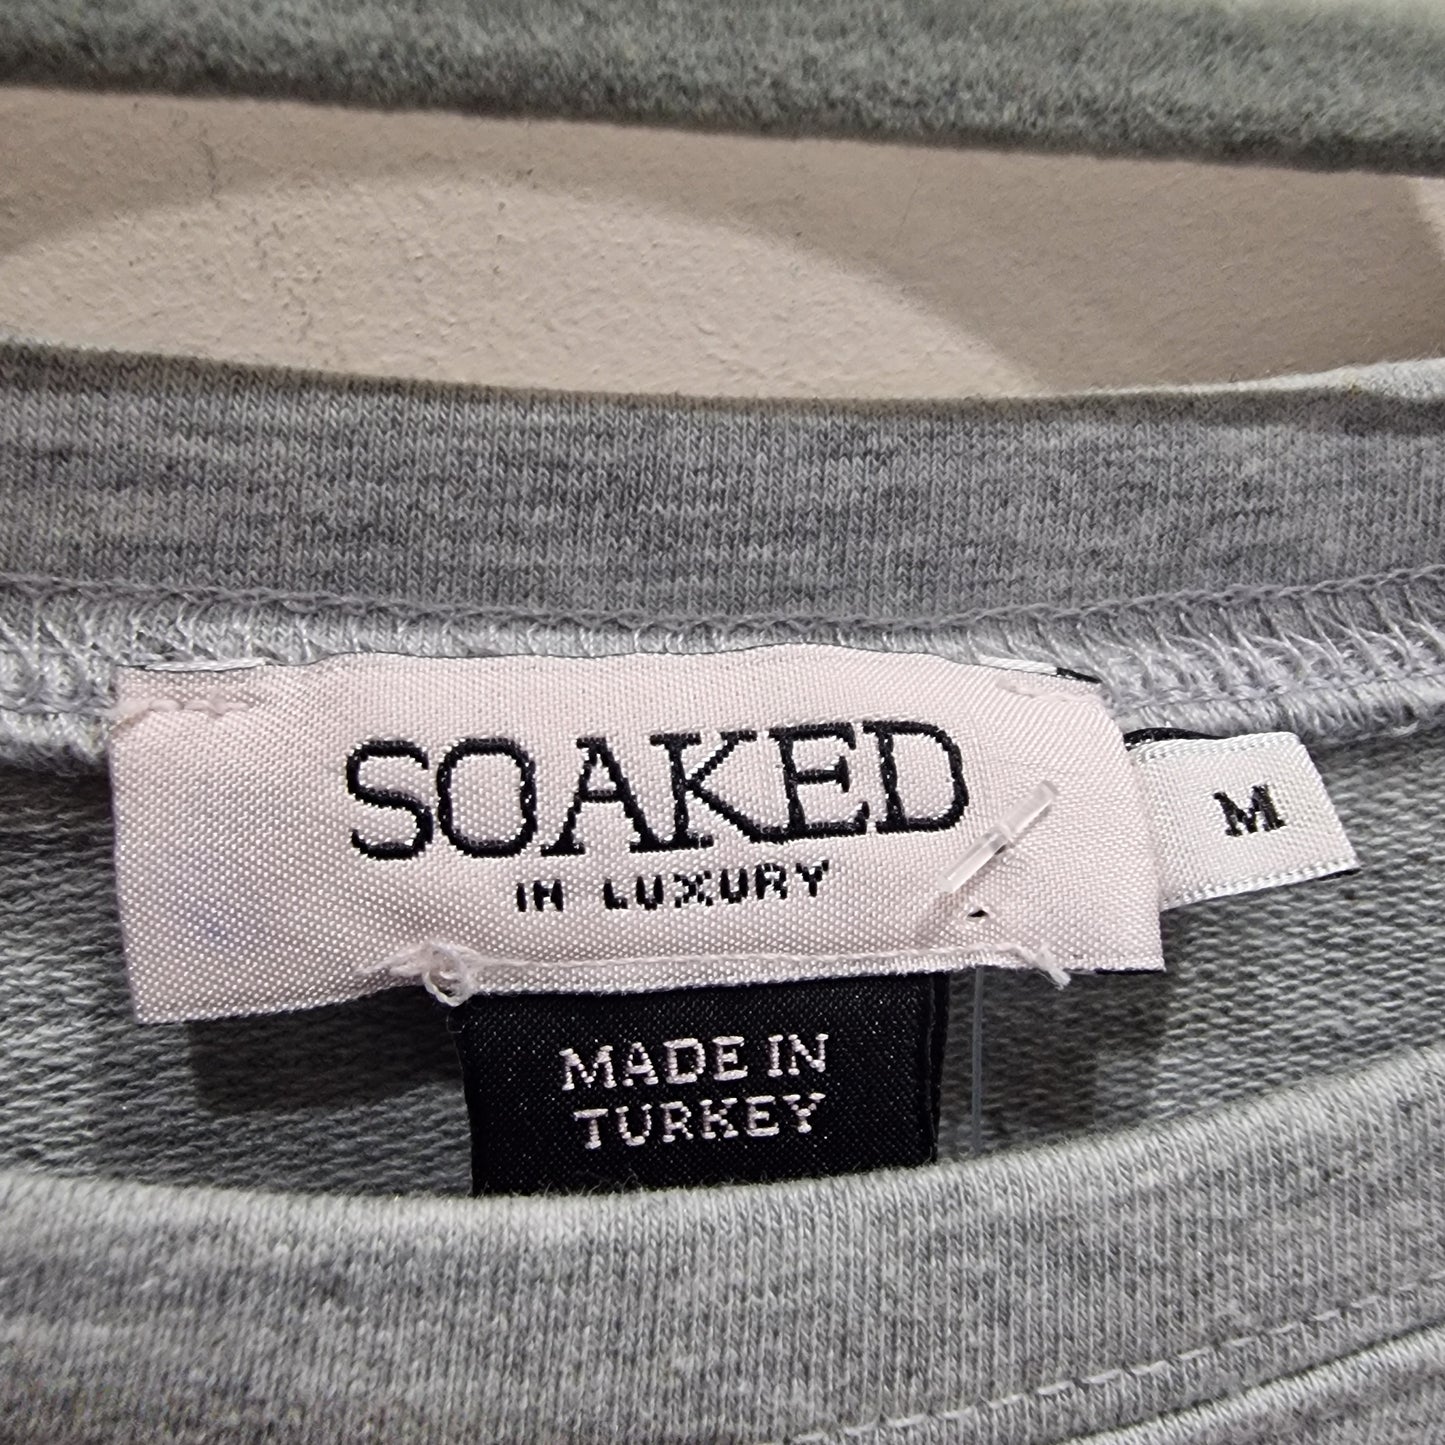 SOAKED
IN LUXURY
M
MADE IN
TURKEY